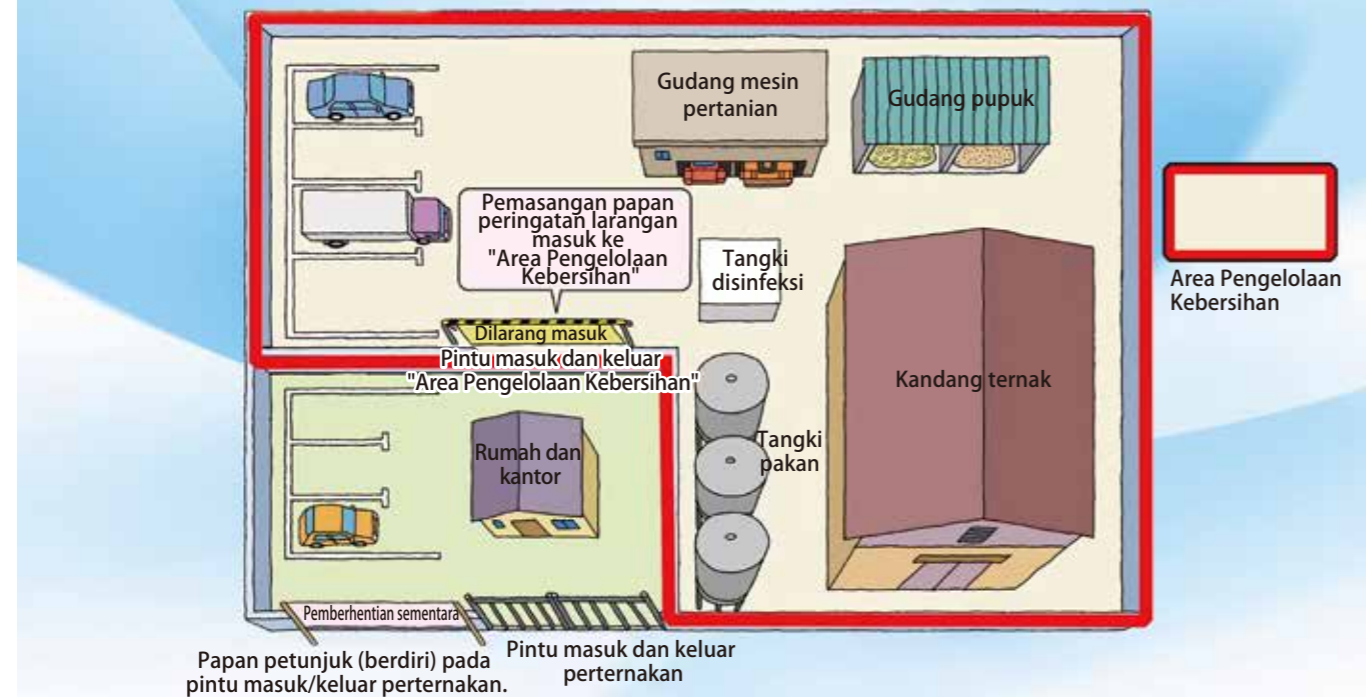 Gudang mesin
pertanian
Gudang pupuk
Pemasangan papan
peringatan larangan
masuk ke
"Area Pengelolaan
Kebersihan"
Tangki
disinfeksi
Area Pengelolaan
Kebersihan
Dilarang masuk
Pintu masuk dan keluar
"Area Pengelolaan Kebersihan"
Kandang ternak
Rumah dan
kantor
Tangki
pakan
Pemberhentian sementara
Papan petunjuk (berdiri) pada
pintu masuk/keluar perternakan.
Pintu masuk dan keluar
perternakan